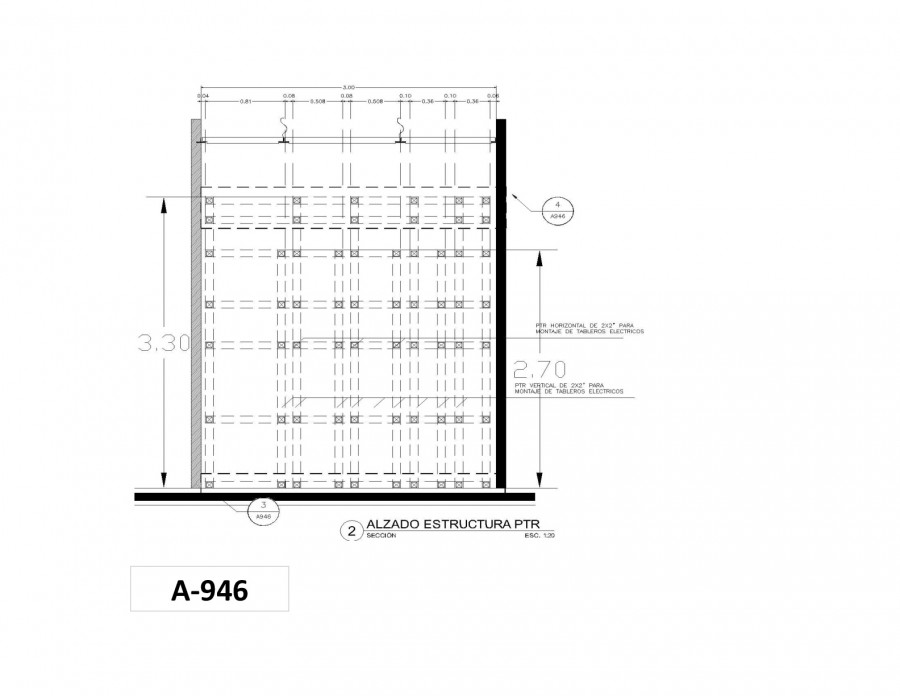 3.00
0.04 0.81 0.08 0.508 0.08 0.508 0.10 0.36 0.10 0.36 0.08
4
A946
3.30
PTR HORIZONTAL DE 2X2" PARA
MONTAJE DE TABLEROS ELECTRICOS
2.70
PTR VERTICAL DE 2X2" PARA
MONTAJE DE TABLEROS ELECTRICOS
3
A946
2 ALZADO ESTRUCTURA PTR
SECCIÓN ESC. 1:20
A-946